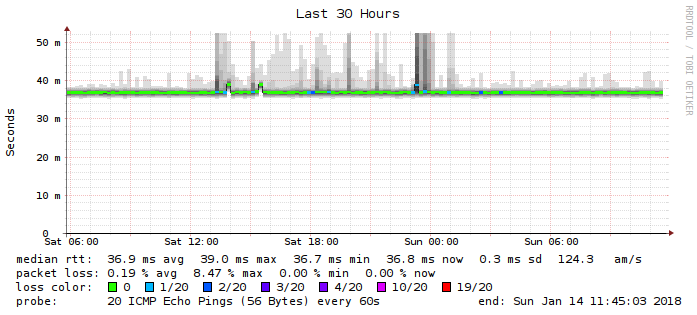 Last 30 Hours
RRDTOOL / TOBI OETIKER
Seconds
50 m
40 m
30 m
20 m
10 m
0
Sat 06:00 Sat 12:00 Sat 18:00 Sun 00:00 Sun 06:00
median rtt: 36.9 ms avg 39.0 ms max 36.7 ms min 36.8 ms now 0.3 ms sd 124.3 am/s
packet loss: 0.19 % avg 8.47 % max 0.00 % min 0.00 % now
loss color: 0 1/20 2/20 3/20 4/20 10/20 19/20
probe: 20 ICMP Echo Pings (56 Bytes) every 60s end: Sun Jan 14 11:45:03 2018